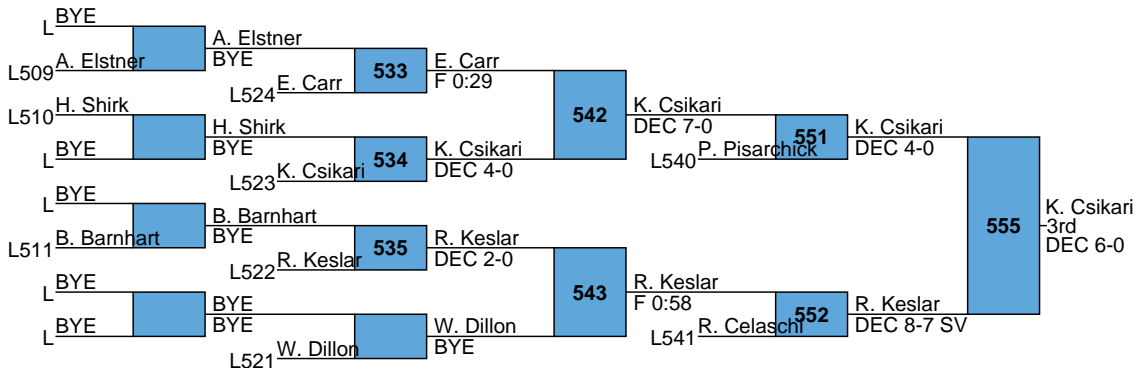 BYE
L
A. Elstner
L509
A. Elstner
BYE
E. Carr
L524
533
E. Carr
F 0:29
H. Shirk
L510
BYE
L
H. Shirk
BYE
K. Csikari
L523
534
K. Csikari
DEC 4-0
542
K. Csikari
DEC 7-0
P. Pisarchick
L540
551
K. Csikari
DEC 4-0
BYE
L
B. Barnhart
L511
B. Barnhart
BYE
R. Keslar
L522
535
R. Keslar
DEC 2-0
BYE
L
BYE
L
BYE
BYE
W. Dillon
L521
W. Dillon
BYE
543
R. Keslar
F 0:58
R. Celaschi
L541
552
R. Keslar
DEC 8-7 SV
555
K. Csikari
3rd
DEC 6-0